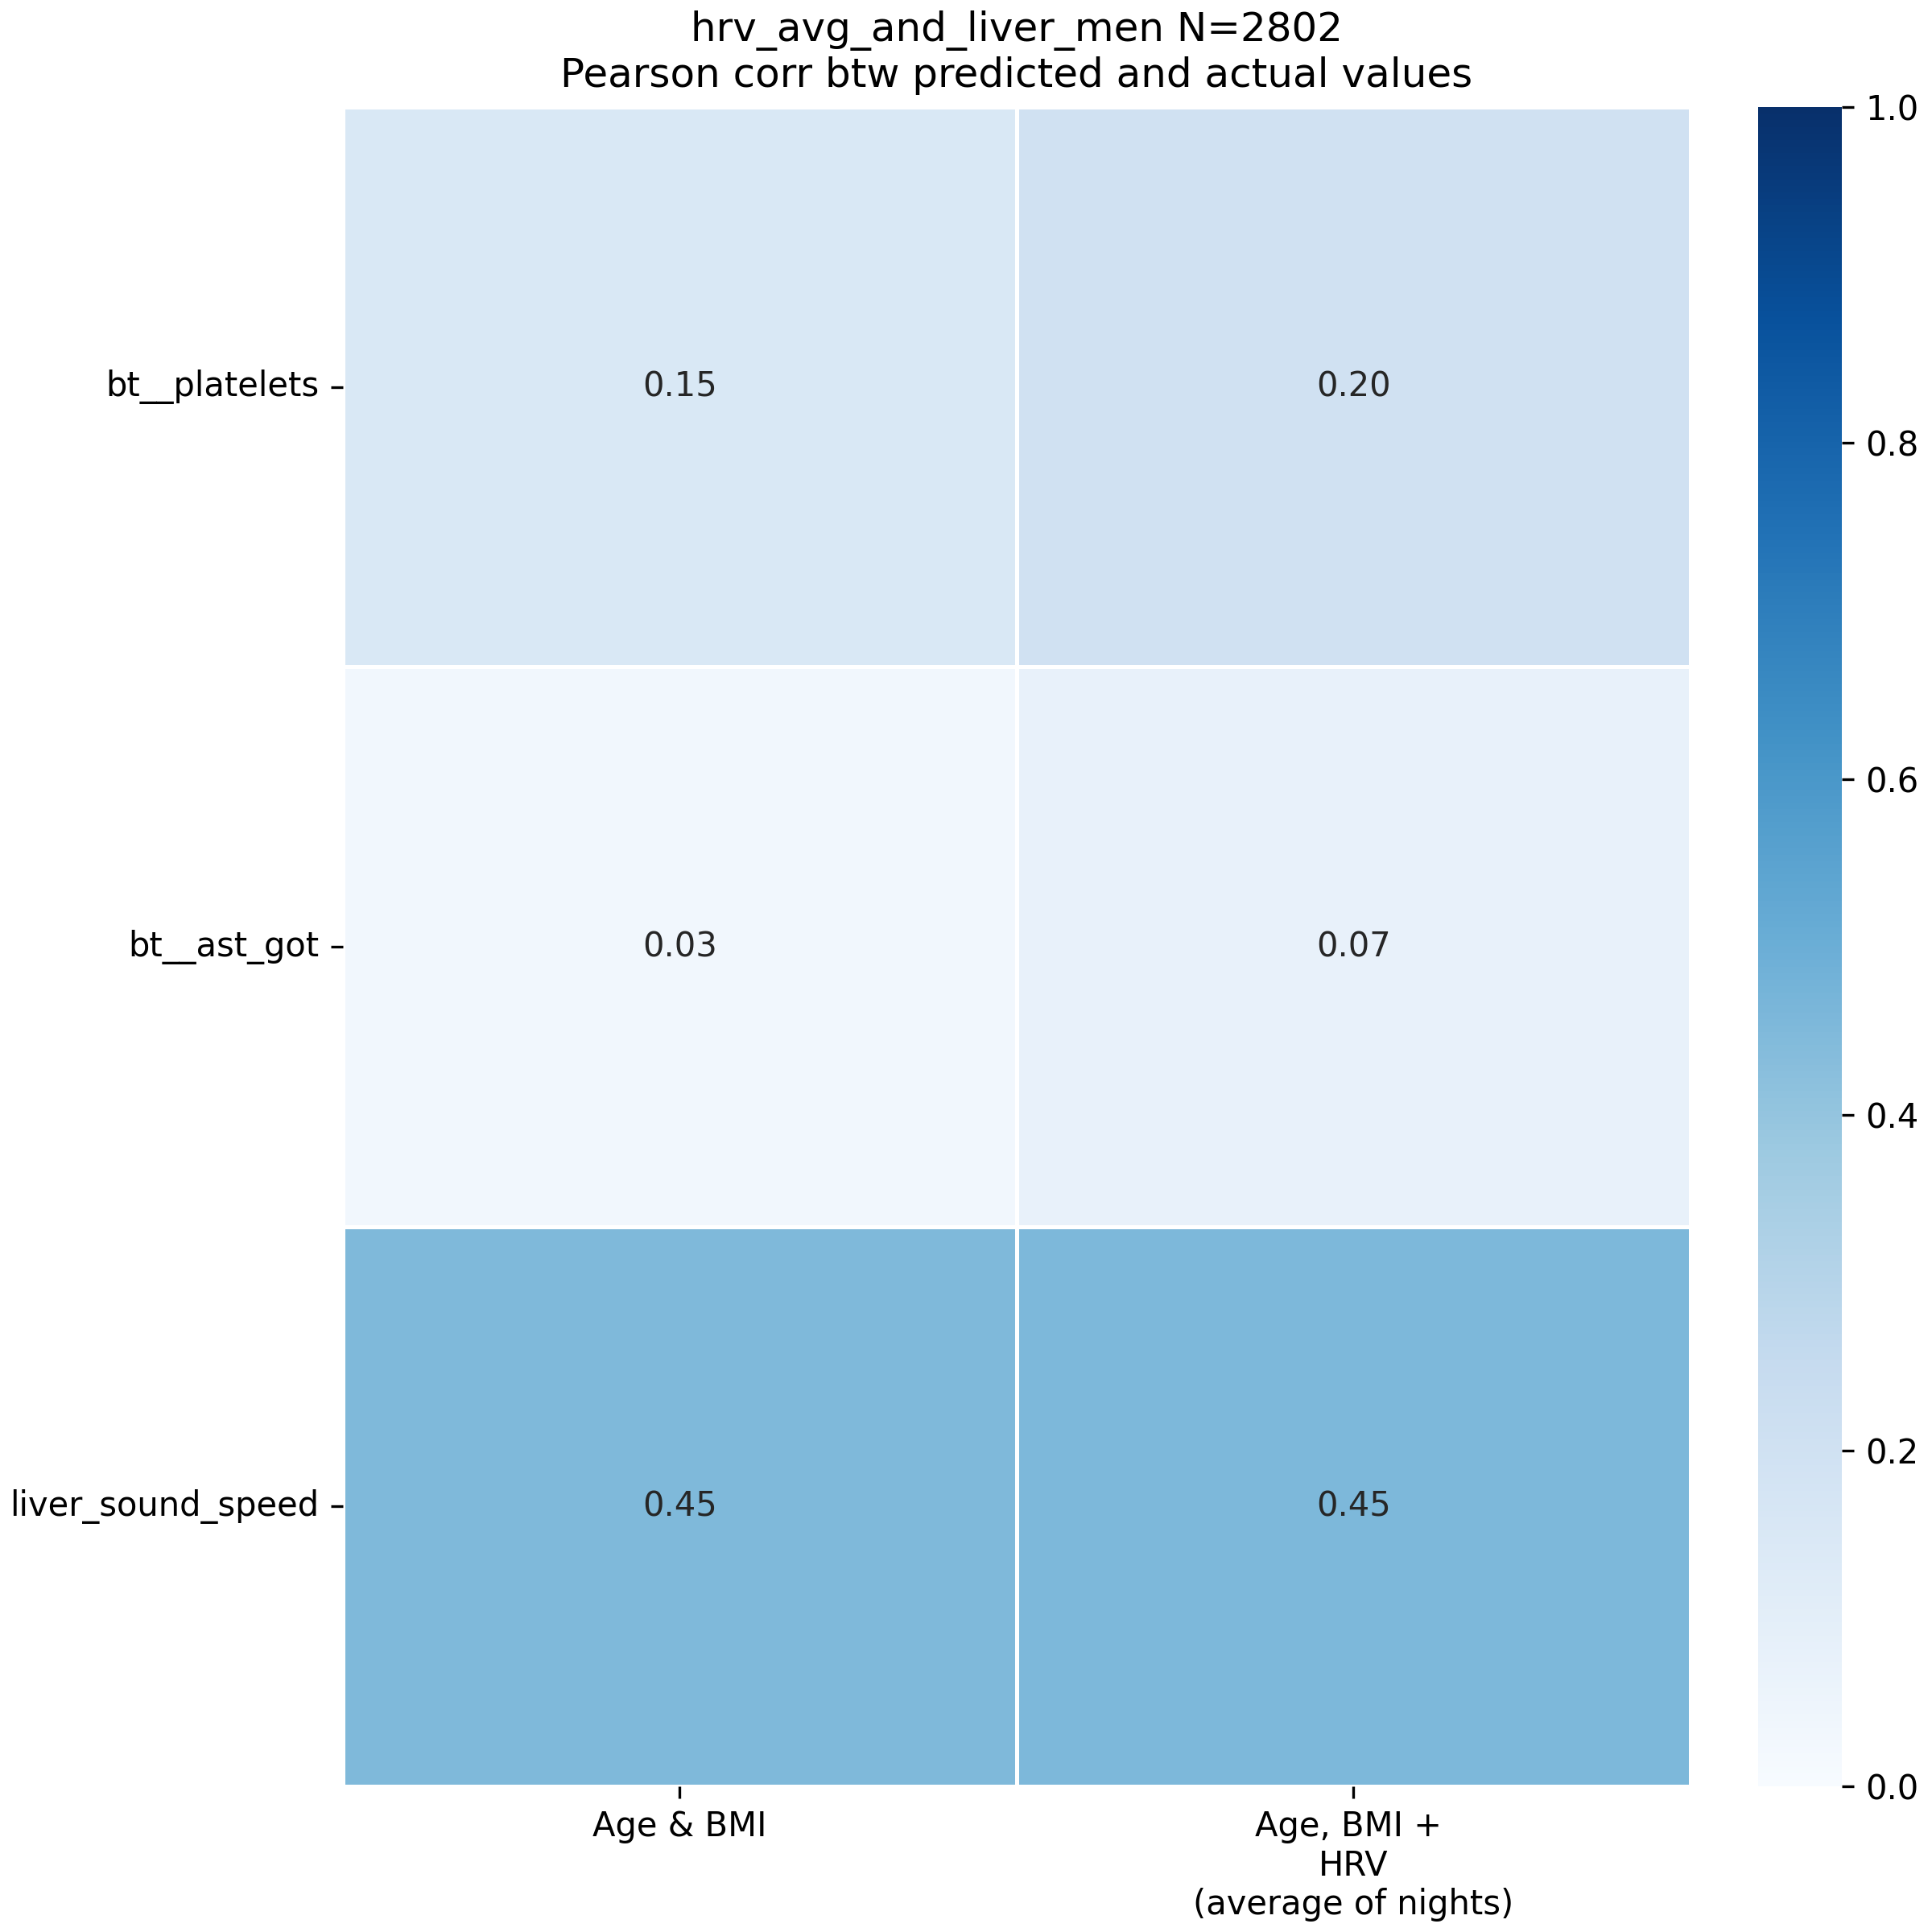 hrv_avg_and_liver_men N=2802
Pearson corr btw predicted and actual values
bt__platelets
0.15
0.20
bt__ast_got
0.03
0.07
liver_sound_speed
0.45
0.45
Age & BMI
Age, BMI +
HRV
(average of nights)
1.0
0.8
0.6
0.4
0.2
0.0